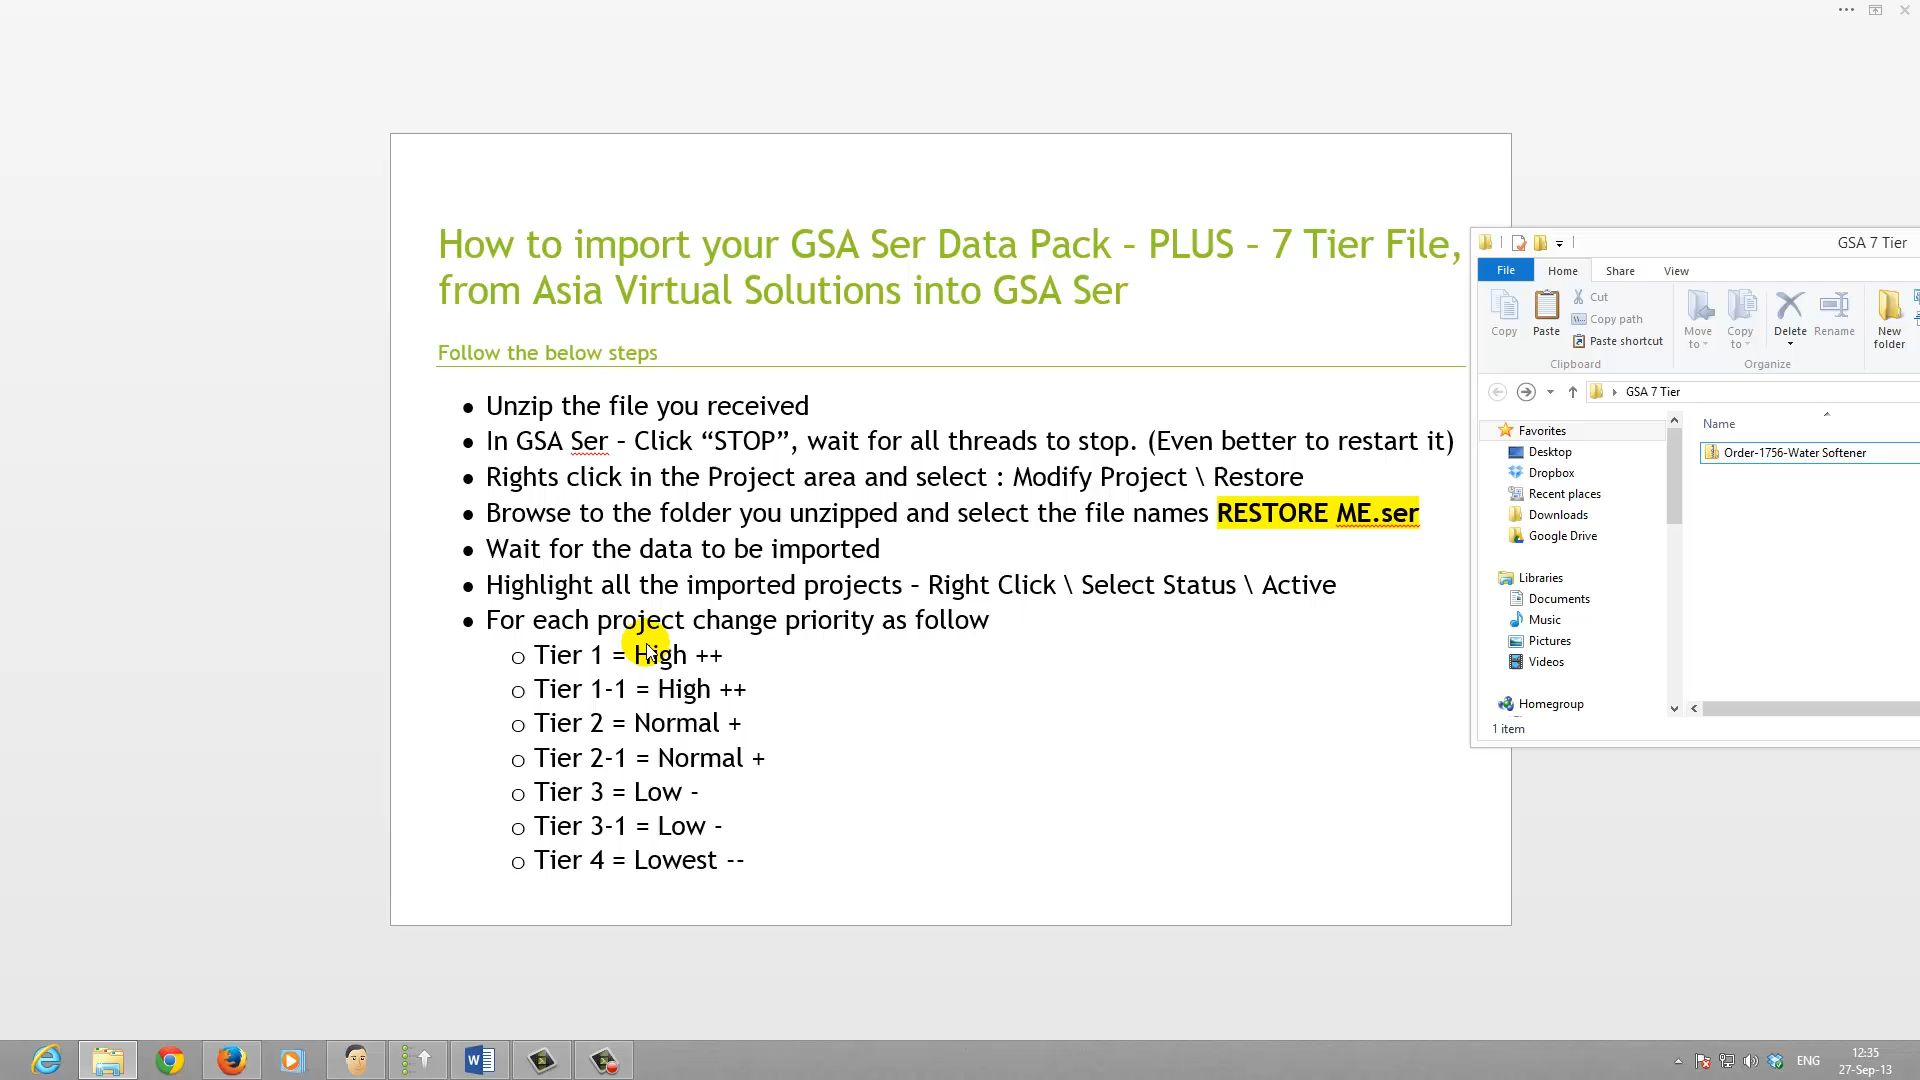 How to import your GSA Ser Data Pack – PLUS – 7 Tier File,
from Asia Virtual Solutions into GSA Ser
Follow the below steps
Unzip the file you received
In GSA Ser – Click “STOP”, wait for all threads to stop. (Even better to restart it)
Rights click in the Project area and select : Modify Project \ Restore
Browse to the folder you unzipped and select the file names RESTORE ME.ser
Wait for the data to be imported
Highlight all the imported projects – Right Click \ Select Status \ Active
For each project change priority as follow
Tier 1 = High ++
Tier 1-1 = High ++
Tier 2 = Normal +
Tier 2-1 = Normal +
Tier 3 = Low -
Tier 3-1 = Low -
Tier 4 = Lowest --
GSA 7 Tier
File Home Share View
Copy
Paste
Cut
Copy path
Paste shortcut
Move to
Copy to
Delete
Rename
New folder
Clipboard
Organize
GSA 7 Tier
Favorites
Desktop
Dropbox
Recent places
Downloads
Google Drive
Libraries
Documents
Music
Pictures
Videos
Homegroup
Name
Order-1756-Water Softener
1 item
ENG
12:35
27-Sep-13